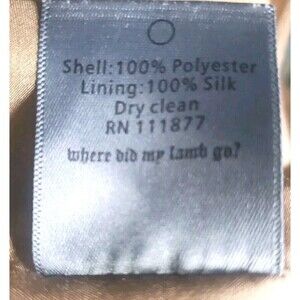 Shell:100% Polyester
Lining:100% Silk
Dry clean
RN 111877
where did my Lamb go?